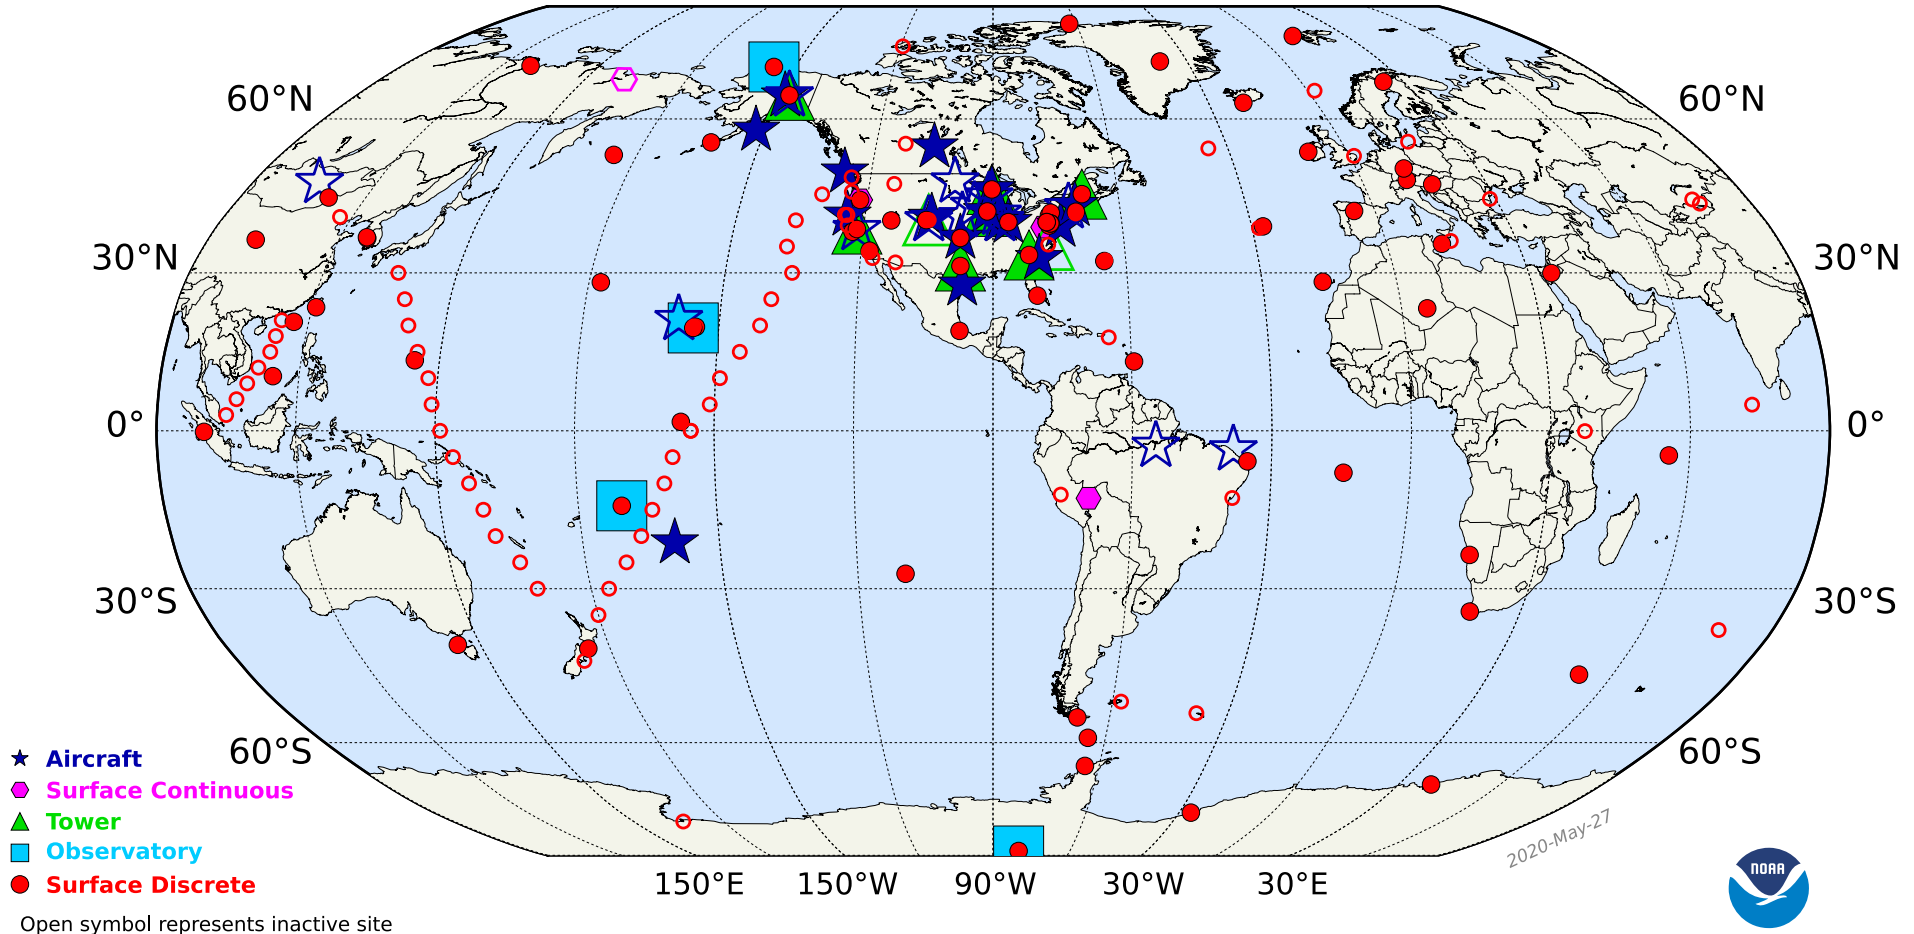 60°N
60°N
30°N
30°N
0°
0°
30°S
30°S
60°S
60°S
Aircraft
Surface Continuous
Tower
Observatory
Surface Discrete
Open symbol represents inactive site
150°E 150°W 90°W 30°W 30°E
2020-May-27
NOAA